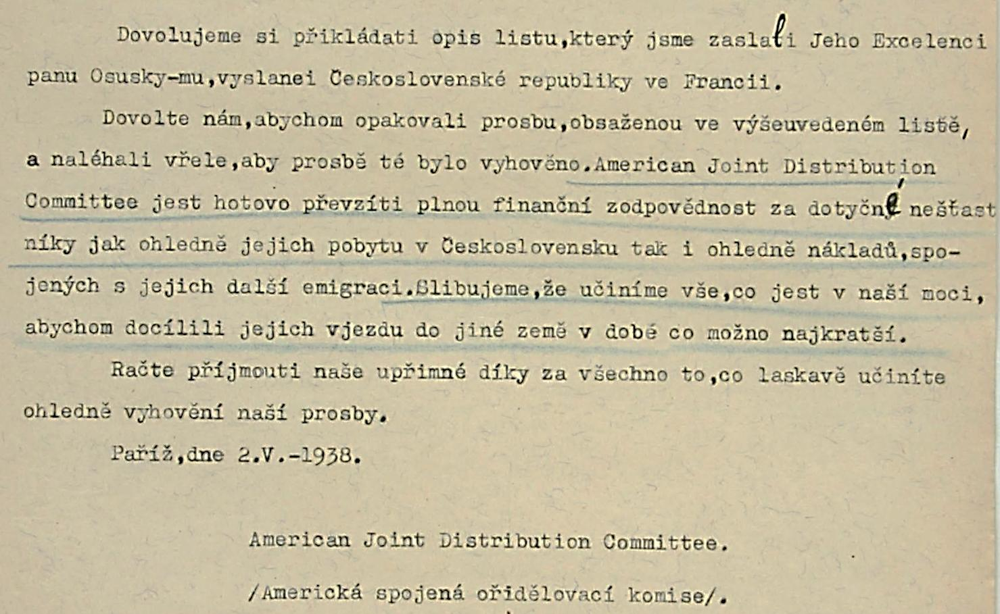 Dovolujeme si přikládati opis listu,který jsme zaslali Jeho Excelenci
panu Osusky-mu,vyslanei Československé republiky ve Francii.
Dovolte nám,abychom opakovali prosbu,obsaženou ve výšeuvedeném listě,
a naléhali vřele,aby prosbě té bylo vyhověno.American Joint Distribution
Committee jest hotovo převzíti plnou finanční zodpovědnost za dotyčné nešťast
níky jak ohledně jejich pobytu v Československu tak i ohledně nákladů,spo-
jených s jejich další emigraci.Slibujeme,že učiníme vše,co jest v naší moci,
abychom docílili jejich vjezdu do jiné země v době co možno najkratší.
Račte příjmouti naše upřimné díky za všechno to,co laskavě učiníte
ohledně vyhovění naší prosby.
Paříž,dne 2.V.-1938.
American Joint Distribution Committee.
/Americká spojená ořidělovací komise/.